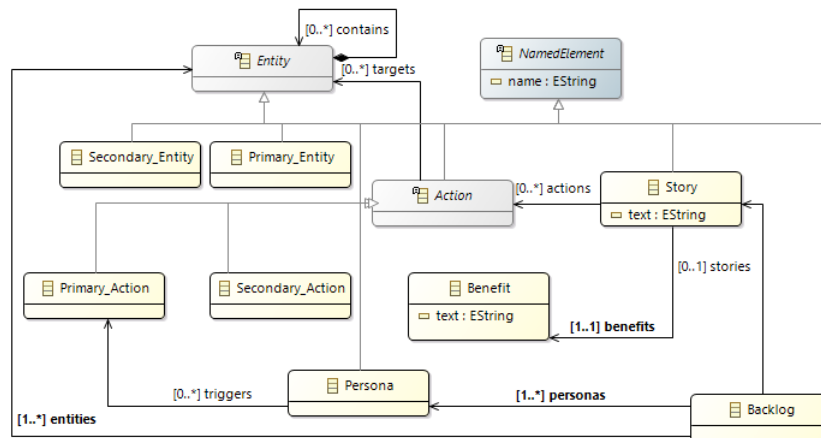 [0..*] contains
Entity
NamedElement
[0..*] targets
name : EString
Secondary_Entity
Primary_Entity
Action
[0..*] actions
Story
text : EString
[0..1] stories
Primary_Action
Secondary_Action
Benefit
text : EString
[1..1] benefits
Persona
[0..*] triggers
[1..*] personas
Backlog
[1..*] entities